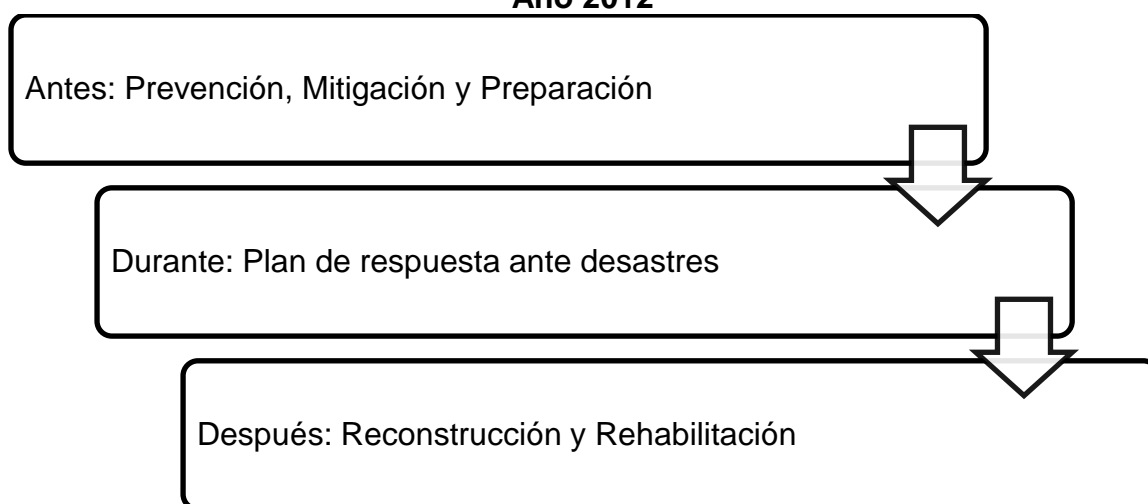 Año 2012
Antes: Prevención, Mitigación y Preparación
Durante: Plan de respuesta ante desastres
Después: Reconstrucción y Rehabilitación